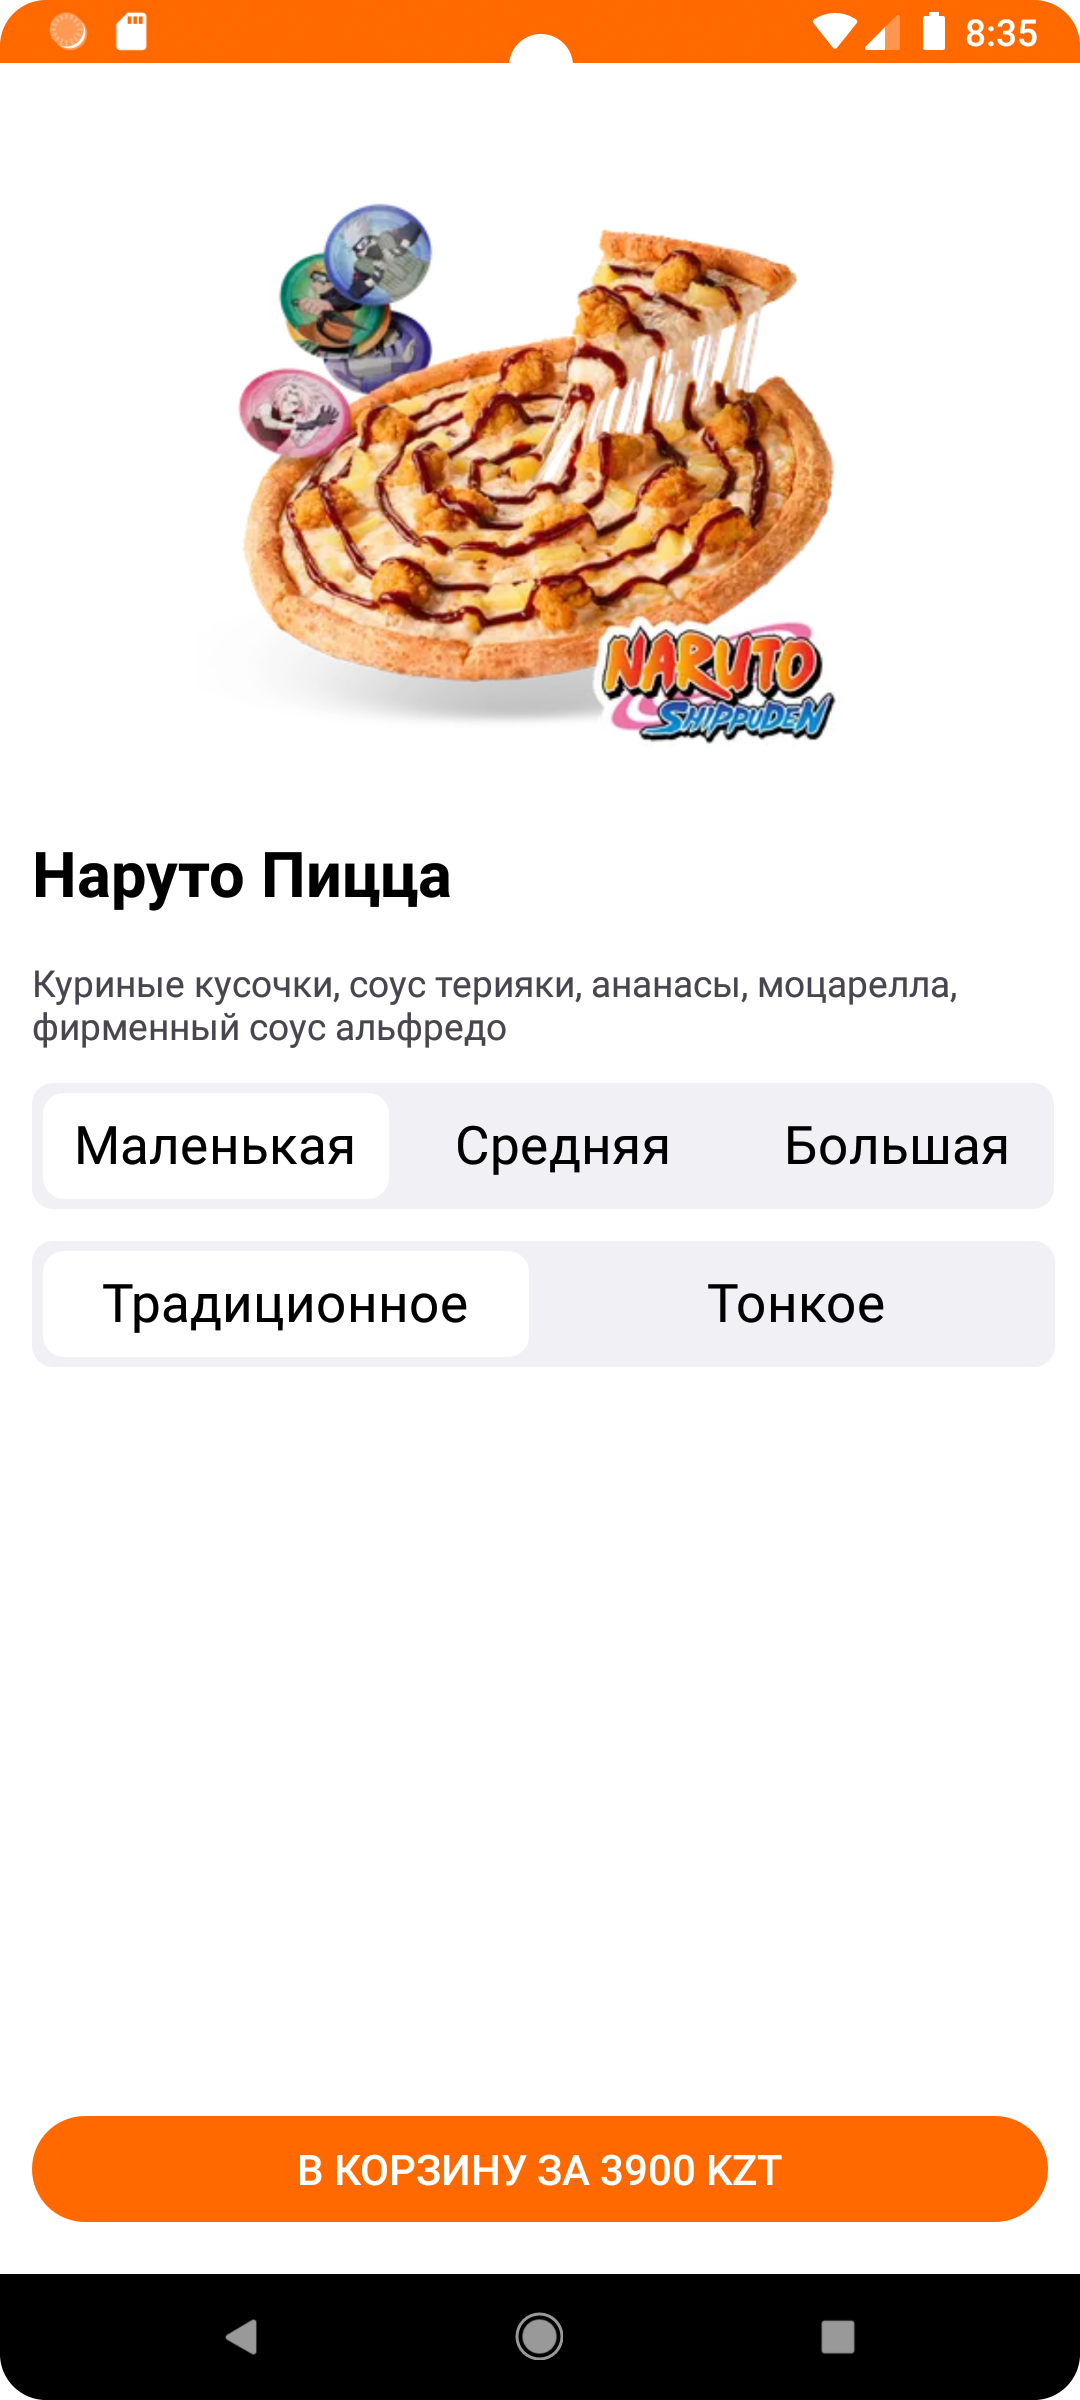 8:35
NARUTO
SHIPPUDEN
Наруто Пицца
Куриные кусочки, соус терияки, ананасы, моцарелла,
фирменный соус альфредо
Маленькая Средняя Большая
Традиционное Тонкое
В КОРЗИНУ ЗА 3900 KZT